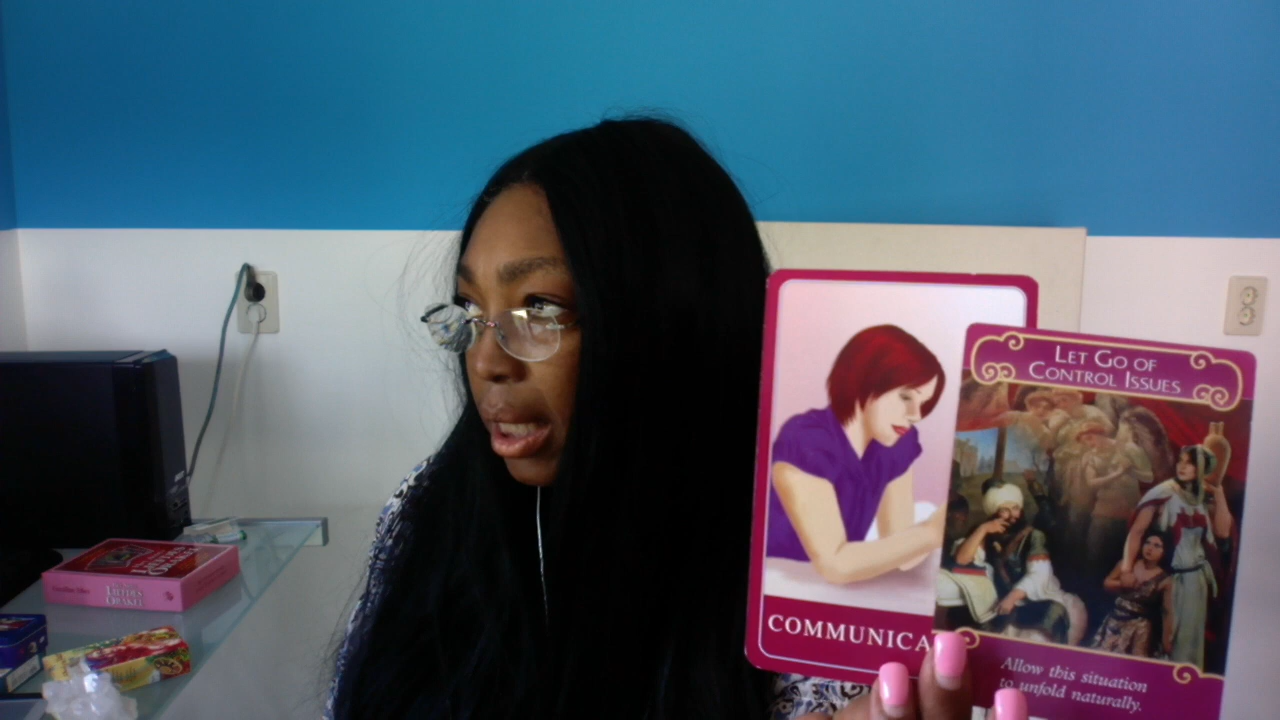 COMMUNICA
LET GO OF
CONTROL ISSUES
Allow this situation
to unfold naturally.